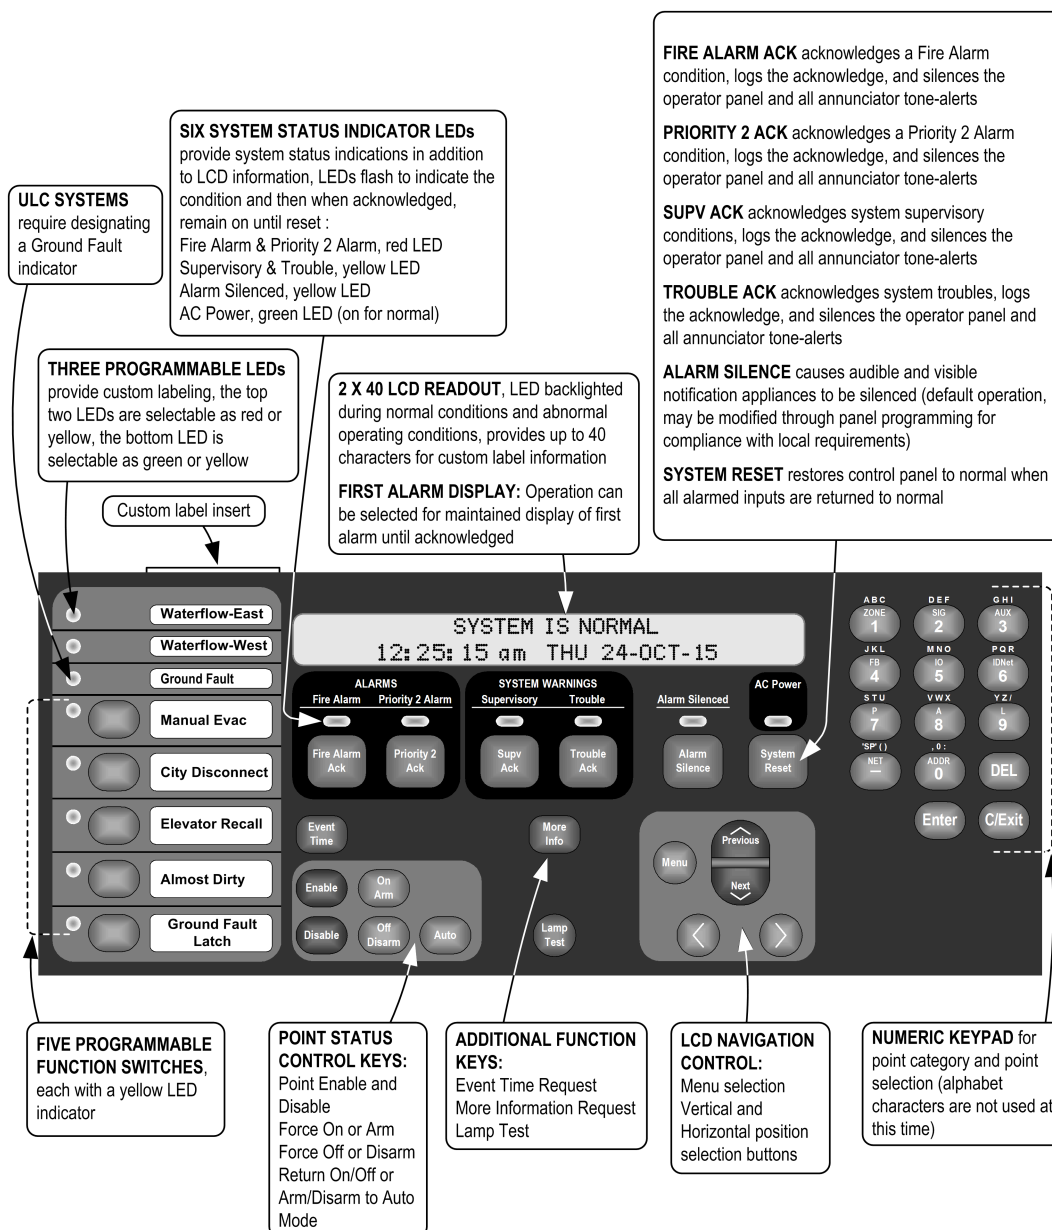 FIRE ALARM ACK acknowledges a Fire Alarm
condition, logs the acknowledge, and silences the
operator panel and all annunciator tone-alerts
PRIORITY 2 ACK acknowledges a Priority 2 Alarm
condition, logs the acknowledge, and silences the
operator panel and all annunciator tone-alerts
SUPV ACK acknowledges system supervisory
conditions, logs the acknowledge, and silences the
operator panel and all annunciator tone-alerts
TROUBLE ACK acknowledges system troubles, logs
the acknowledge, and silences the operator panel and
all annunciator tone-alerts
ALARM SILENCE causes audible and visible
notification appliances to be silenced (default operation,
may be modified through panel programming for
compliance with local requirements)
SYSTEM RESET restores control panel to normal when
all alarmed inputs are returned to normal
SIX SYSTEM STATUS INDICATOR LEDs
provide system status indications in addition
to LCD information, LEDs flash to indicate the
condition and then when acknowledged,
remain on until reset :
Fire Alarm & Priority 2 Alarm, red LED
Supervisory & Trouble, yellow LED
Alarm Silenced, yellow LED
AC Power, green LED (on for normal)
ULC SYSTEMS
require designating
a Ground Fault
indicator
THREE PROGRAMMABLE LEDs
provide custom labeling, the top
two LEDs are selectable as red or
yellow, the bottom LED is
selectable as green or yellow
2 X 40 LCD READOUT, LED backlighted
during normal conditions and abnormal
operating conditions, provides up to 40
characters for custom label information
FIRST ALARM DISPLAY: Operation can
be selected for maintained display of first
alarm until acknowledged
Custom label insert
Waterflow-East
Waterflow-West
Ground Fault
Manual Evac
City Disconnect
Elevator Recall
Almost Dirty
Ground Fault
Latch
SYSTEM IS NORMAL
12:25:15 am THU 24-OCT-15
ALARMS
Fire Alarm Priority 2 Alarm
Fire Alarm
Ack
Priority 2
Ack
SYSTEM WARNINGS
Supervisory Trouble
Supv
Ack
Trouble
Ack
Alarm Silenced
Alarm
Silence
AC Power
System
Reset
Event
Time
More
Info
Enable
On
Arm
Disable
Off
Disarm
Auto
Lamp
Test
Menu
Previous
Next
A B C
ZONE
1
D E F
SIG
2
G H I
AUX
3
J K L
FB
4
M N O
IO
5
P Q R
IDNet
6
S T U
P
7
V W X
A
8
Y Z /
L
9
'SP' ( )
NET
—
, 0 :
ADDR
0
DEL
Enter
C/Exit
FIVE PROGRAMMABLE
FUNCTION SWITCHES,
each with a yellow LED
indicator
POINT STATUS
CONTROL KEYS:
Point Enable and
Disable
Force On or Arm
Force Off or Disarm
Return On/Off or
Arm/Disarm to Auto
Mode
ADDITIONAL FUNCTION
KEYS:
Event Time Request
More Information Request
Lamp Test
LCD NAVIGATION
CONTROL:
Menu selection
Vertical and
Horizontal position
selection buttons
NUMERIC KEYPAD for
point category and point
selection (alphabet
characters are not used at
this time)